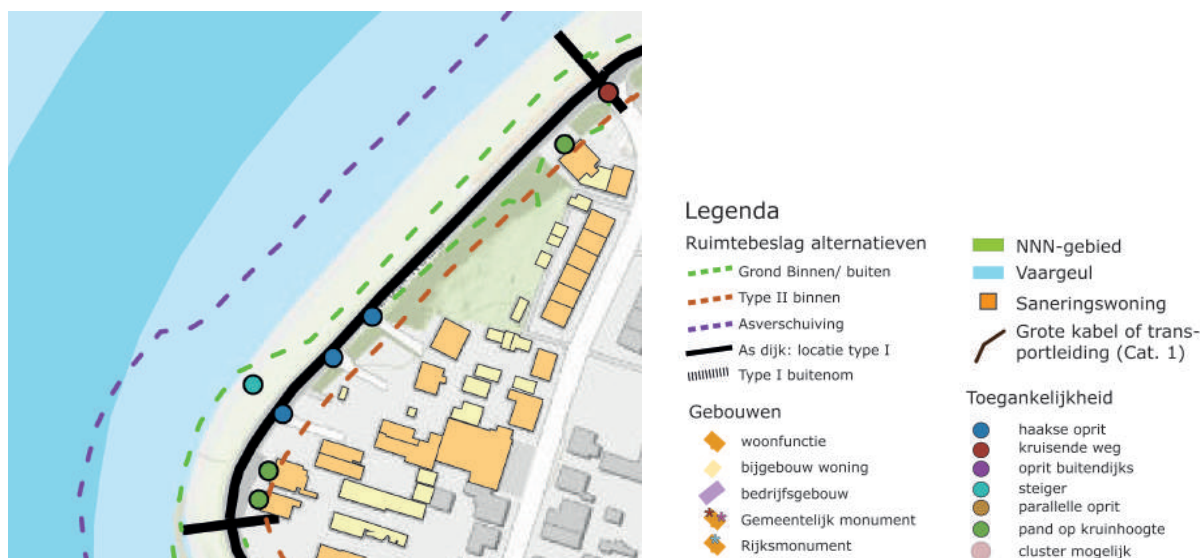 Legenda
Ruimtebeslag alternatieven
Grond Binnen/ buiten
Type II binnen
Asverschuiving
As dijk: locatie type I
Type I buitenom
Gebouwen
woonfunctie
bijgebouw woning
bedrijfsgebouw
Gemeentelijk monument
Rijksmonument
NNN-gebied
Vaargeul
Saneringswoning
Grote kabel of trans-
portleiding (Cat. 1)
Toegankelijkheid
haakse oprit
kruisende weg
oprit buitendijks
steiger
parallelle oprit
pand op kruinhoogte
cluster mogelijk